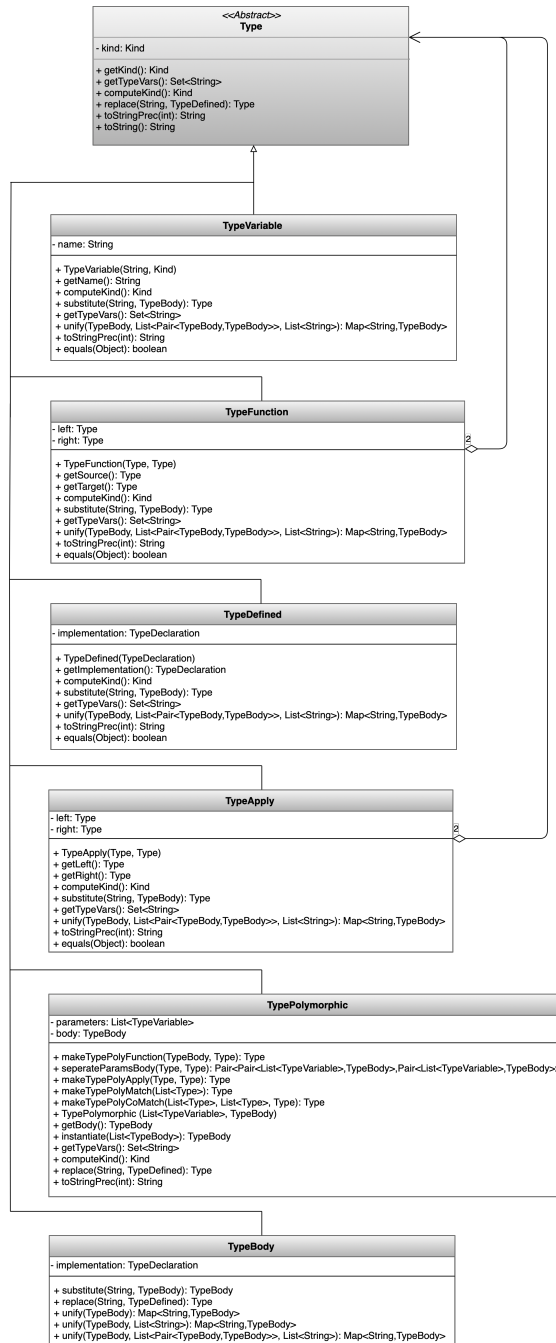 <<Abstract>>
Type
- kind: Kind
+ getKind(): Kind
+ getTypeVars(): Set<String>
+ computeKind(): Kind
+ replace(String, TypeDefined): Type
+ toStringPrec(int): String
+ toString(): String
TypeVariable
- name: String
+ TypeVariable(String, Kind)
+ getName(): String
+ computeKind(): Kind
+ substitute(String, TypeBody): Type
+ getTypeVars(): Set<String>
+ unify(TypeBody, List<Pair<TypeBody,TypeBody>>, List<String>): Map<String,TypeBody>
+ toStringPrec(int): String
+ equals(Object): boolean
TypeFunction
- left: Type
- right: Type
2
+ TypeFunction(Type, Type)
+ getSource(): Type
+ getTarget(): Type
+ computeKind(): Kind
+ substitute(String, TypeBody): Type
+ getTypeVars(): Set<String>
+ unify(TypeBody, List<Pair<TypeBody,TypeBody>>, List<String>): Map<String,TypeBody>
+ toStringPrec(int): String
+ equals(Object): boolean
TypeDefined
- implementation: TypeDeclaration
+ TypeDefined(TypeDeclaration)
+ getImplementation(): TypeDeclaration
+ computeKind(): Kind
+ substitute(String, TypeBody): Type
+ getTypeVars(): Set<String>
+ unify(TypeBody, List<Pair<TypeBody,TypeBody>>, List<String>): Map<String,TypeBody>
+ toStringPrec(int): String
+ equals(Object): boolean
TypeApply
- left: Type
- right: Type
2
+ TypeApply(Type, Type)
+ getLeft(): Type
+ getRight(): Type
+ computeKind(): Kind
+ substitute(String, TypeBody): Type
+ getTypeVars(): Set<String>
+ unify(TypeBody, List<Pair<TypeBody,TypeBody>>, List<String>): Map<String,TypeBody>
+ toStringPrec(int): String
+ equals(Object): boolean
TypePolymorphic
- parameters: List<TypeVariable>
- body: TypeBody
+ makeTypePolyFunction(TypeBody, Type): Type
+ seperateParamsBody(Type, Type): Pair<Pair<List<TypeVariable>,TypeBody>,Pair<List<TypeVariable>,TypeBody>
+ makeTypePolyApply(Type, Type): Type
+ makeTypePolyMatch(List<Type>): Type
+ makeTypePolyCoMatch(List<Type>, List<Type>, Type): Type
+ TypePolymorphic (List<TypeVariable>, TypeBody)
+ getBody(): TypeBody
+ instantiate(List<TypeBody>): TypeBody
+ getTypeVars(): Set<String>
+ computeKind(): Kind
+ replace(String, TypeDefined): Type
+ toStringPrec(int): String
TypeBody
- implementation: TypeDeclaration
+ substitute(String, TypeBody): TypeBody
+ replace(String, TypeDefined): Type
+ unify(TypeBody): Map<String,TypeBody>
+ unify(TypeBody, List<String>): Map<String,TypeBody>
+ unify(TypeBody, List<Pair<TypeBody,TypeBody>>, List<String>): Map<String,TypeBody>